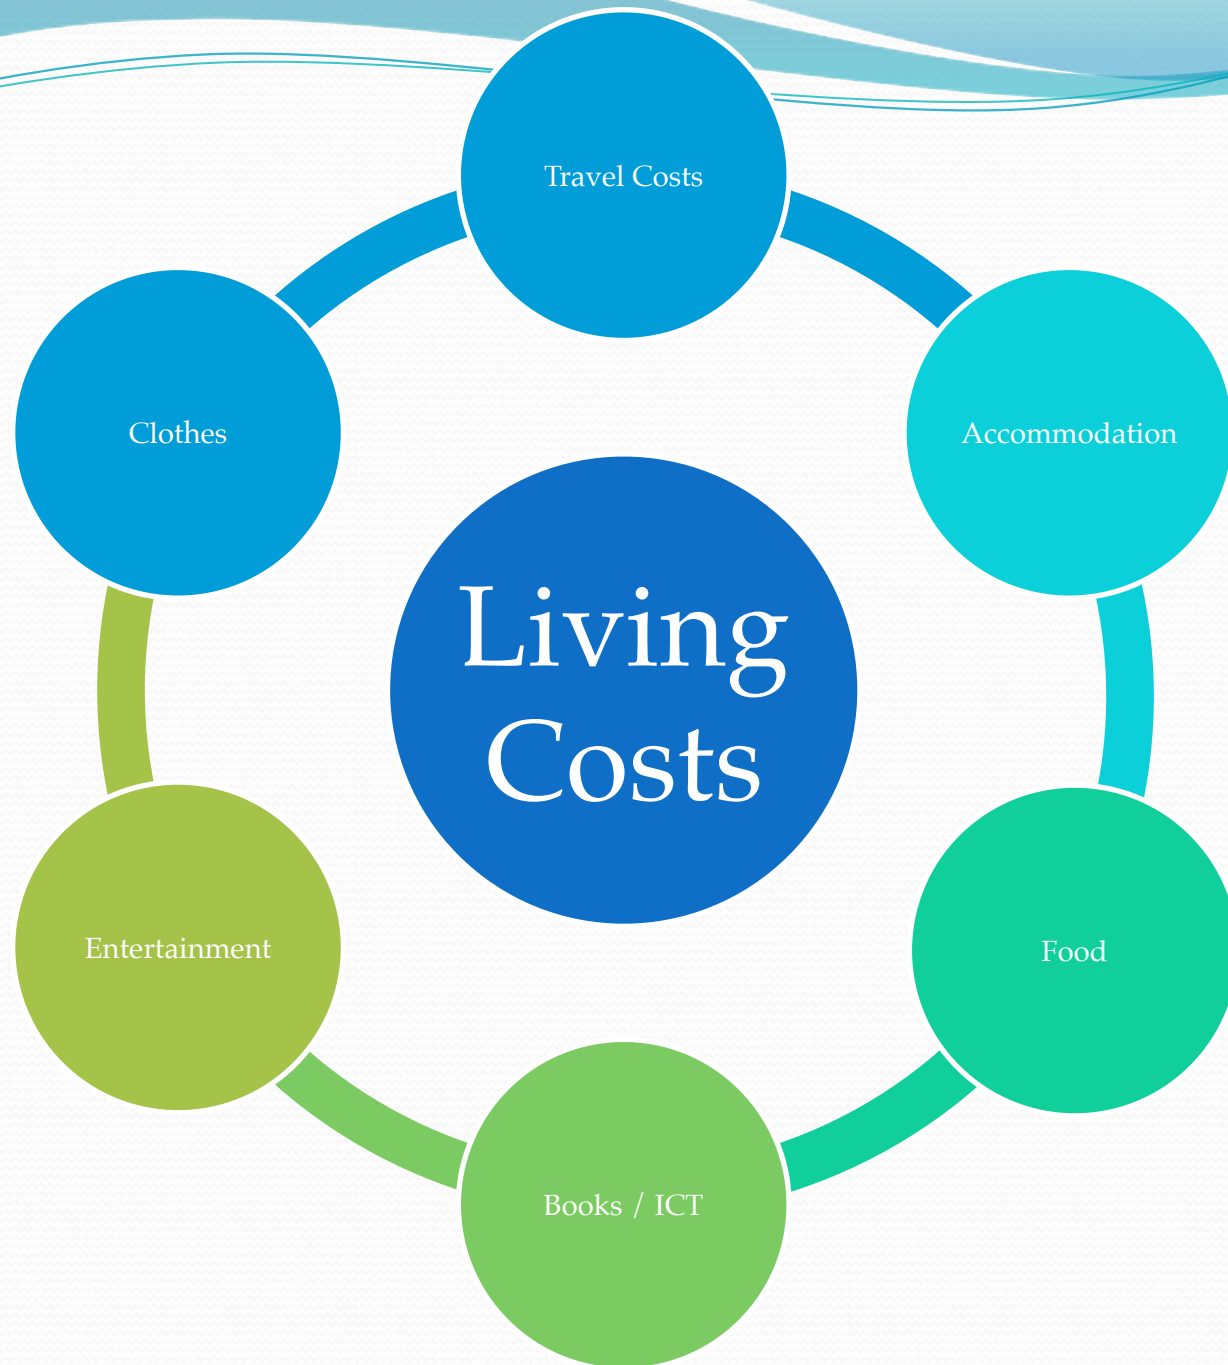 Travel Costs
Accommodation
Food
Books / ICT
Entertainment
Clothes
Living
Costs